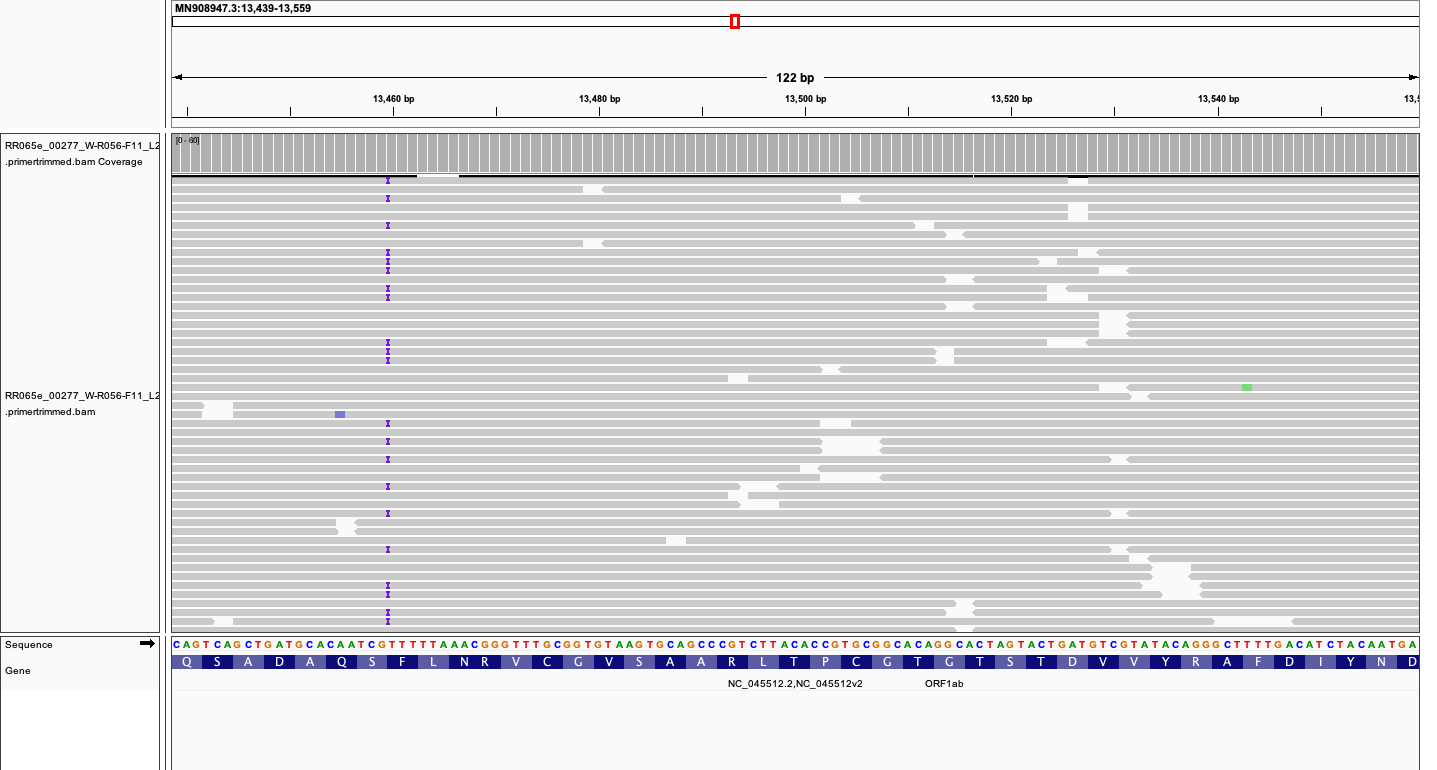 MN908947.3:13,439-13,559
122 bp
13,460 bp 13,480 bp 13,500 bp 13,520 bp 13,540 bp 13,5
RR065e_00277_W-R056-F11_L2
.primertrimmed.bam Coverage
[0 - 60]
RR065e_00277_W-R056-F11_L2
.primertrimmed.bam
Sequence
CAGTCAGCTGATGCACAATCGTTTTTAAACGGGTTTGCGGTGTAAGTGCAGCCCGTCTTACACCGTGCGGCACAGGCACTAGTACTGATGTCGTATACAGGGCTTTTGACATCTACAATGA
Gene
Q S A D A Q S F L N R V C G V S A A R L T P C G T G T S T D V V Y R A F D I Y N D
NC_045512.2,NC_045512v2 ORF1ab